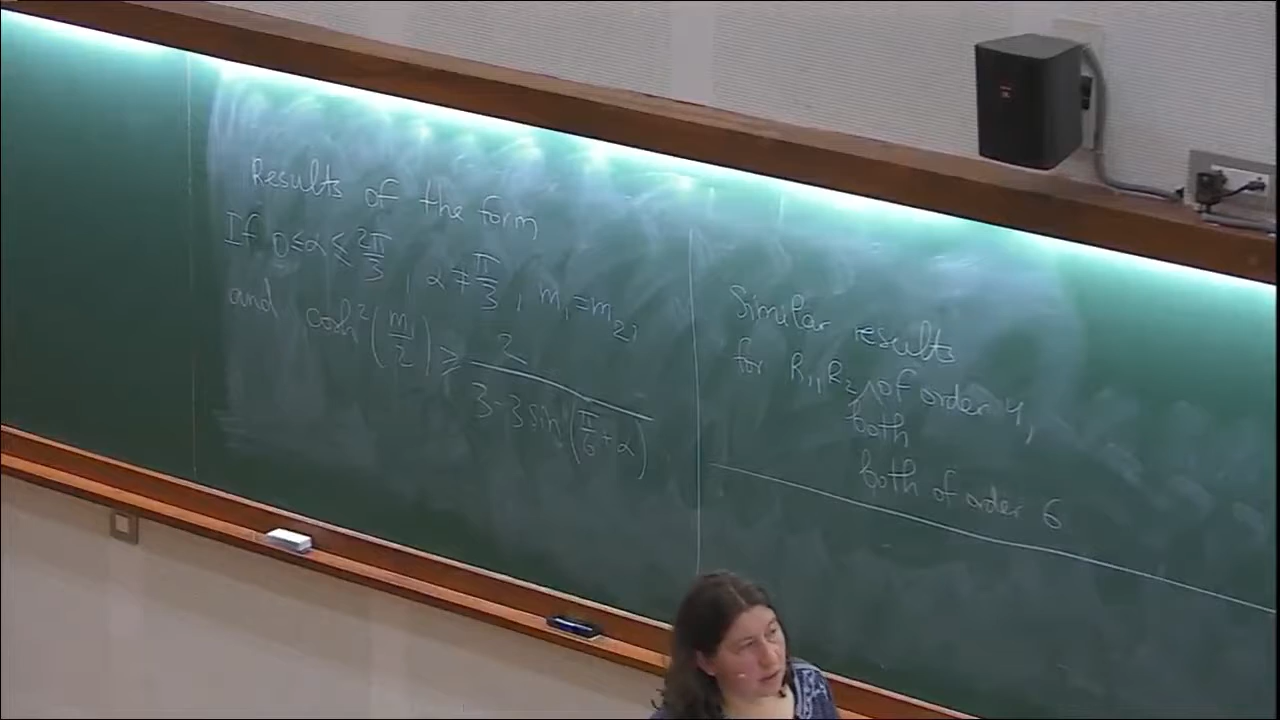 Results of the form
If 0≤α≤2π/3, α≠π/3, m₁=m₂,
and cosh²(m₁/2) ≥ 2/(3-3sin(π/6+α))
Similar results
for R₁,R₂ of order 4,
both
both of order 6